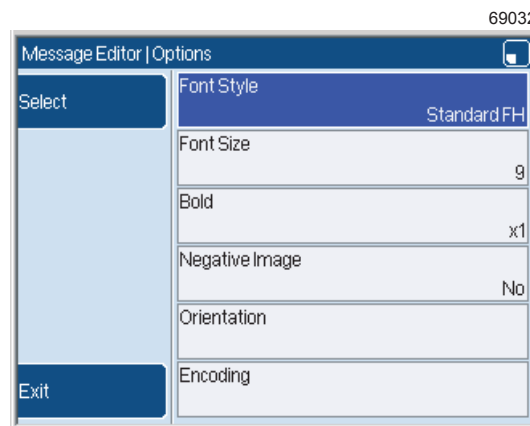 69032
Message Editor | Options
Select
Font Style
Standard FH
Font Size
9
Bold
x1
Negative Image
No
Orientation
Encoding
Exit